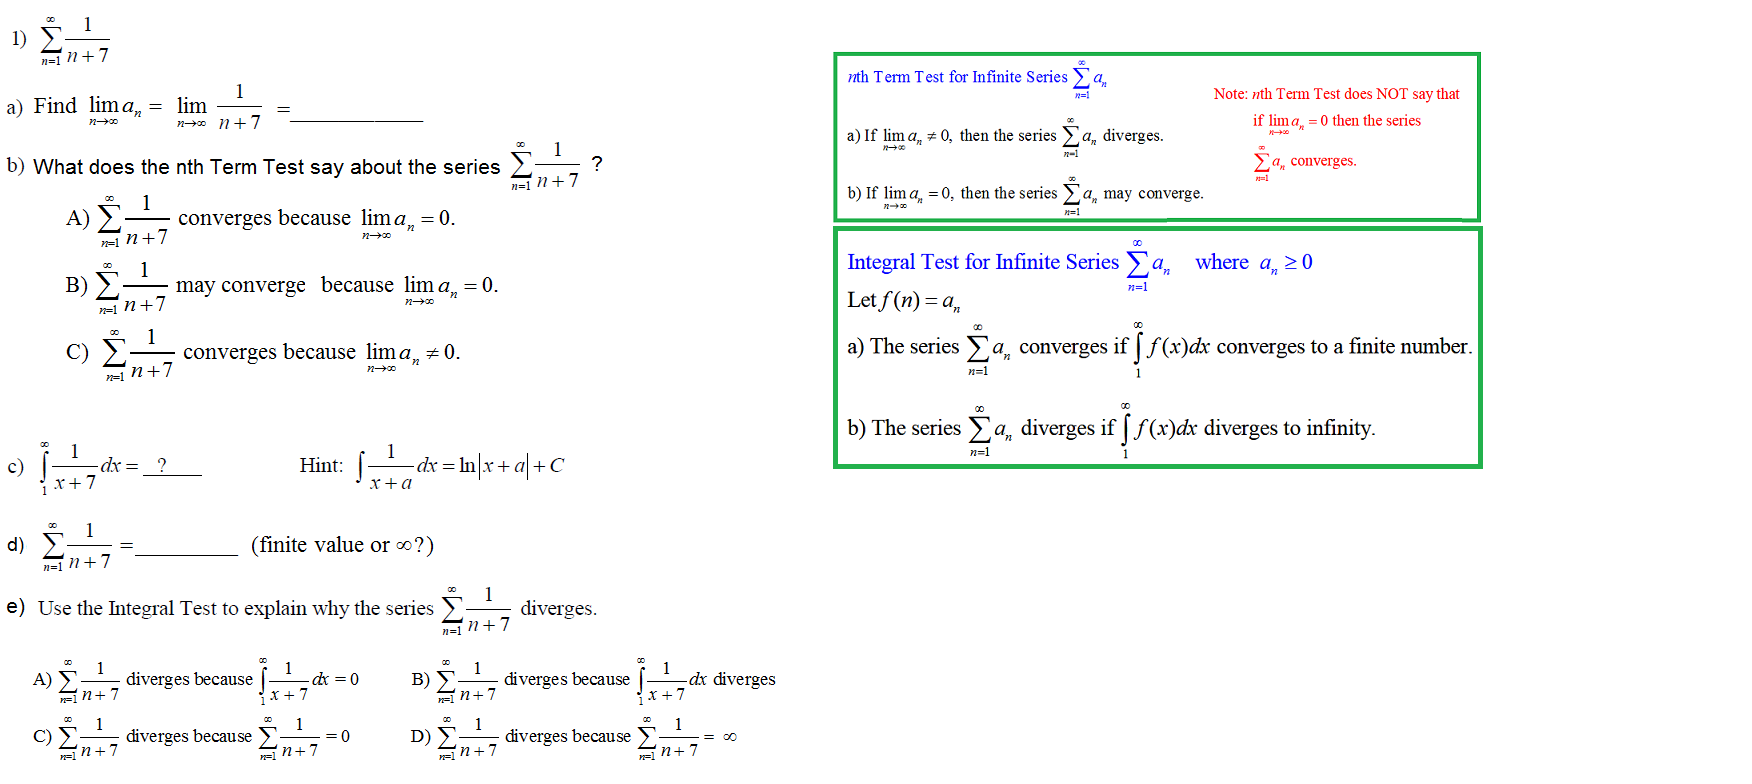 1) $\sum_{n=1}^{\infty} \frac{1}{n+7}$
a) Find $\lim_{n\to\infty} a_n = \lim_{n\to\infty} \frac{1}{n+7} =$ ____________
b) What does the nth Term Test say about the series $\sum_{n=1}^{\infty} \frac{1}{n+7}$ ?
A) $\sum_{n=1}^{\infty} \frac{1}{n+7}$ converges because $\lim_{n\to\infty} a_n = 0$.
B) $\sum_{n=1}^{\infty} \frac{1}{n+7}$ may converge because $\lim_{n\to\infty} a_n = 0$.
C) $\sum_{n=1}^{\infty} \frac{1}{n+7}$ converges because $\lim_{n\to\infty} a_n \neq 0$.
c) $\int_{1}^{\infty} \frac{1}{x+7} dx =$ _?___ Hint: $\int \frac{1}{x+a} dx = \ln|x+a| + C$
d) $\sum_{n=1}^{\infty} \frac{1}{n+7} =$ _________ (finite value or ∞?)
e) Use the Integral Test to explain why the series $\sum_{n=1}^{\infty} \frac{1}{n+7}$ diverges.
A) $\sum_{n=1}^{\infty} \frac{1}{n+7}$ diverges because $\int_{1}^{\infty} \frac{1}{x+7} dx = 0$
B) $\sum_{n=1}^{\infty} \frac{1}{n+7}$ diverges because $\int_{1}^{\infty} \frac{1}{x+7} dx$ diverges
C) $\sum_{n=1}^{\infty} \frac{1}{n+7}$ diverges because $\sum_{n=1}^{\infty} \frac{1}{n+7} = 0$
D) $\sum_{n=1}^{\infty} \frac{1}{n+7}$ diverges because $\sum_{n=1}^{\infty} \frac{1}{n+7} = \infty$
nth Term Test for Infinite Series $\sum_{n=1}^{\infty} a_n$
a) If $\lim_{n\to\infty} a_n \neq 0$, then the series $\sum_{n=1}^{\infty} a_n$ diverges.
b) If $\lim_{n\to\infty} a_n = 0$, then the series $\sum_{n=1}^{\infty} a_n$ may converge.
Note: nth Term Test does NOT say that
if $\lim_{n\to\infty} a_n = 0$ then the series
$\sum_{n=1}^{\infty} a_n$ converges.
Integral Test for Infinite Series $\sum_{n=1}^{\infty} a_n$ where $a_n \geq 0$
Let $f(n) = a_n$
a) The series $\sum_{n=1}^{\infty} a_n$ converges if $\int_{1}^{\infty} f(x)dx$ converges to a finite number.
b) The series $\sum_{n=1}^{\infty} a_n$ diverges if $\int_{1}^{\infty} f(x)dx$ diverges to infinity.